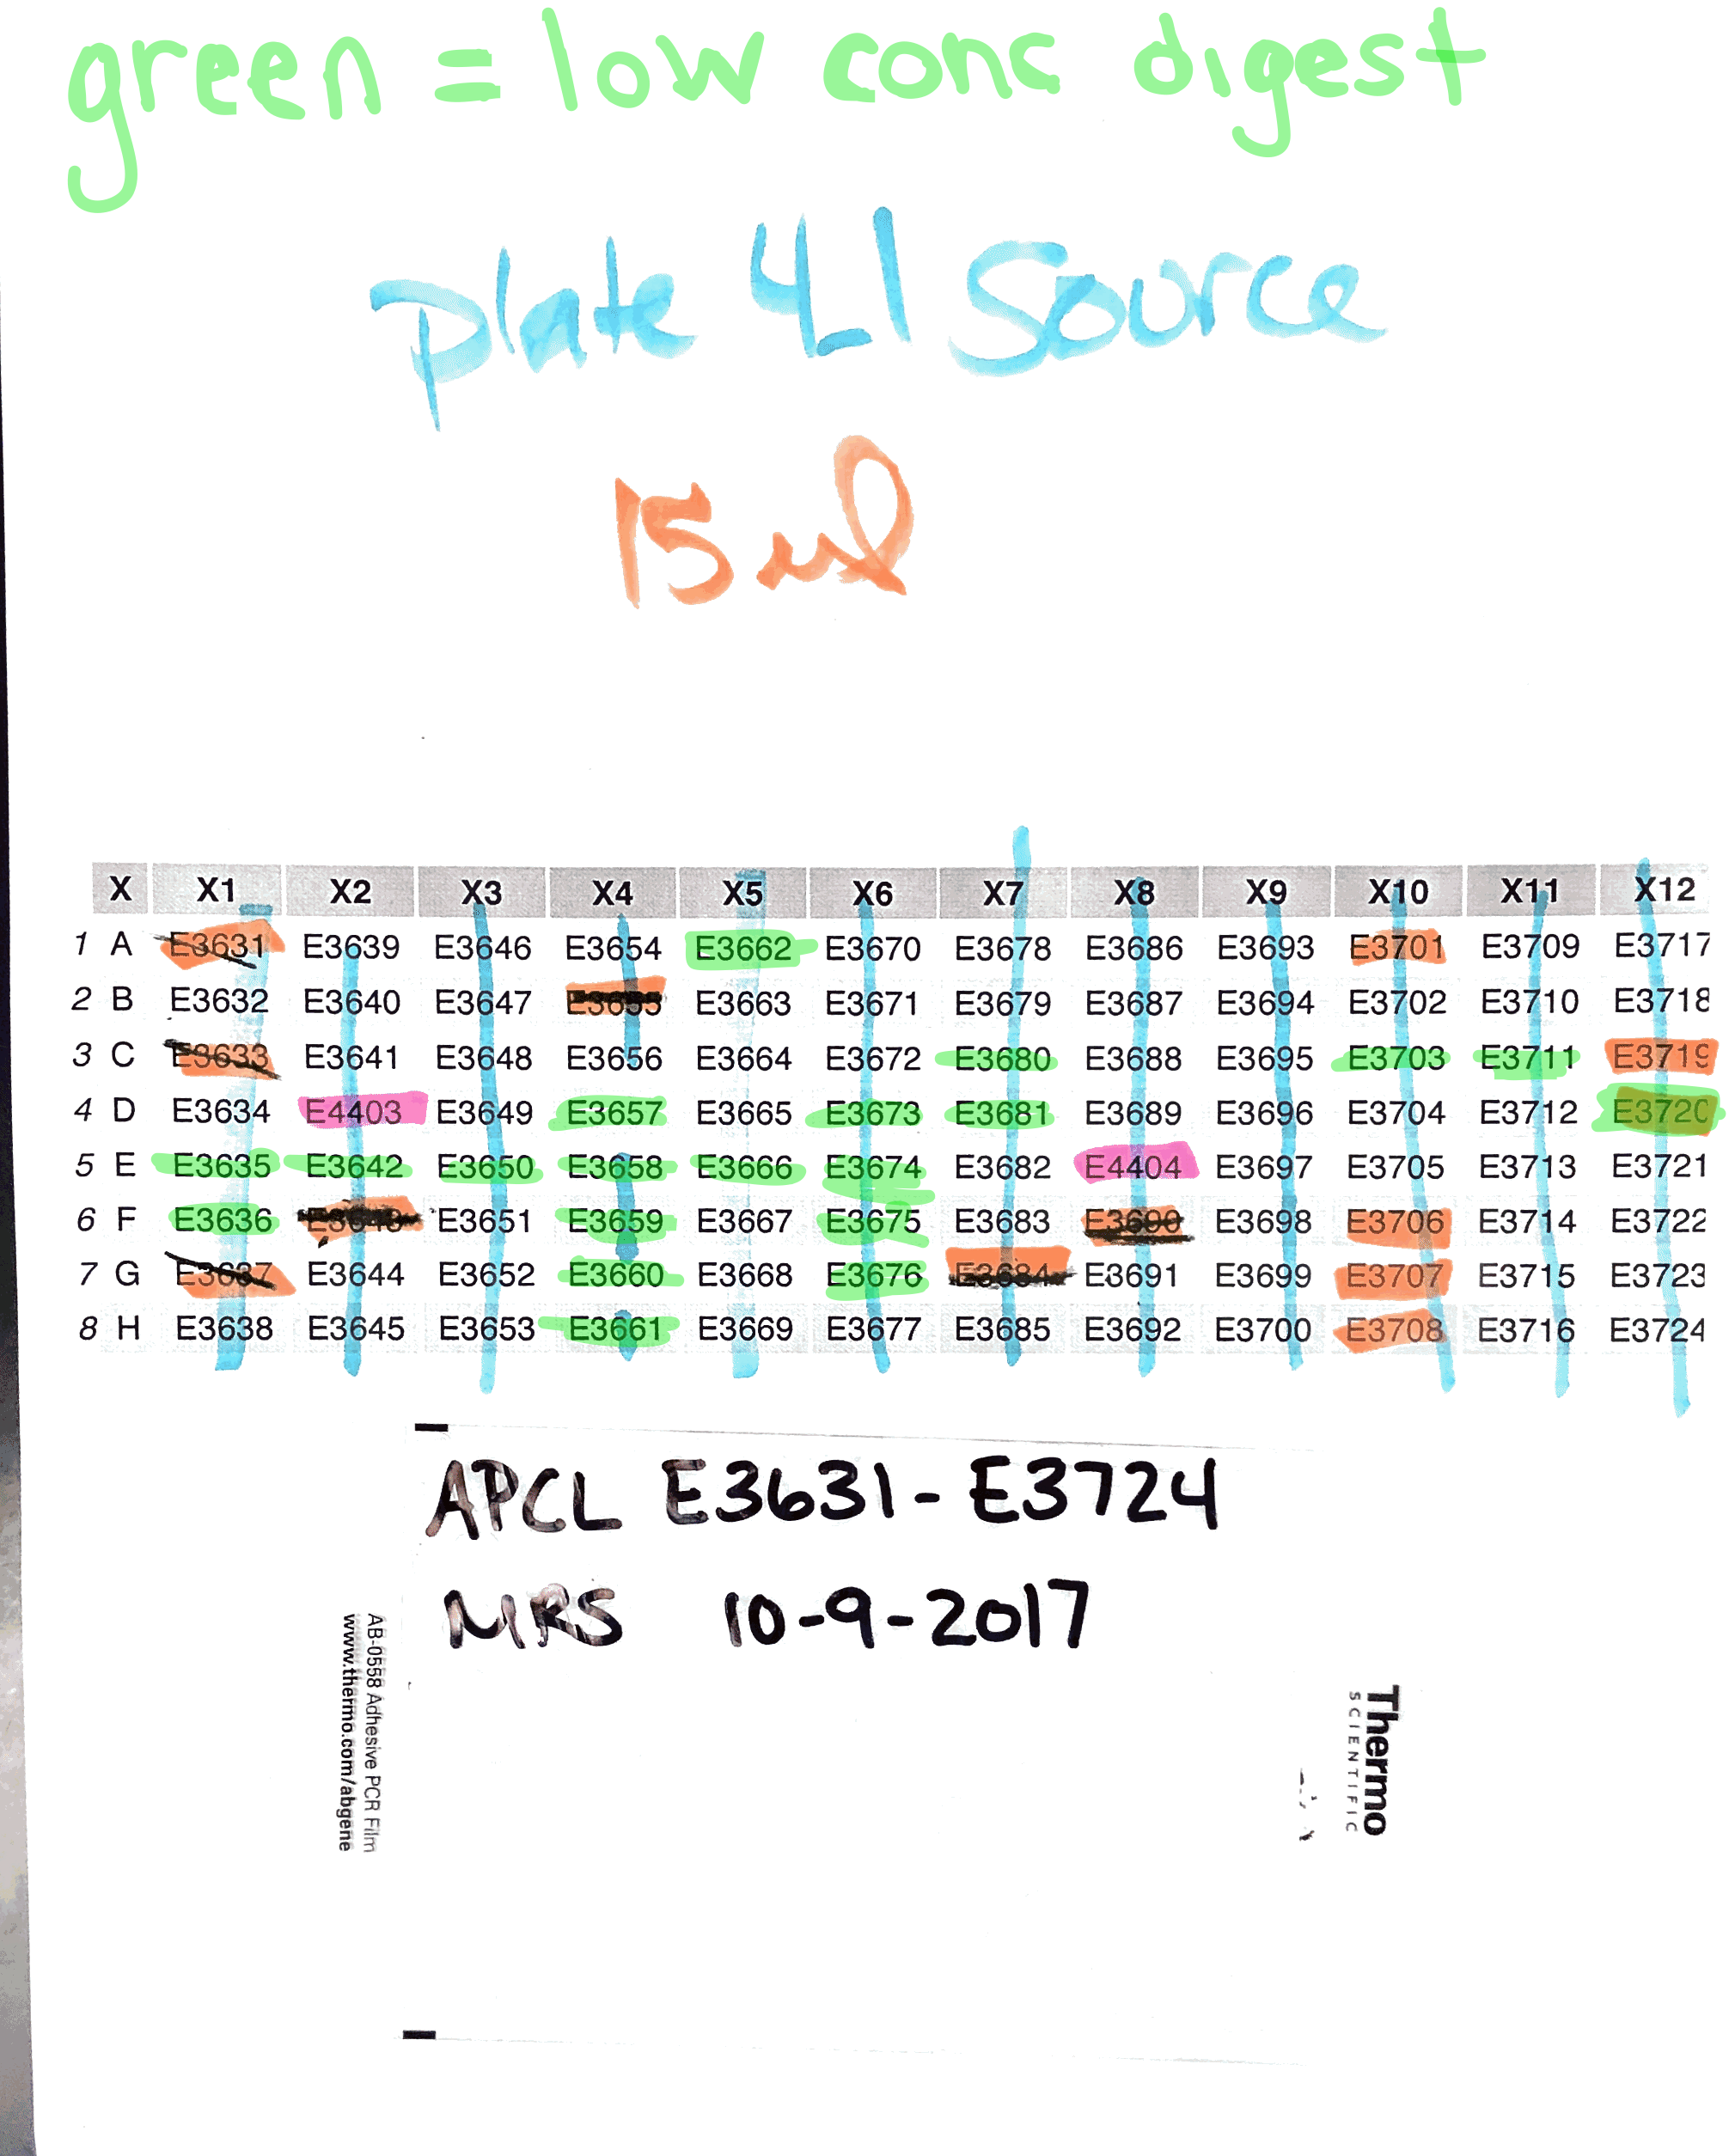 green = low conc digest
plate 41 Source
15 ul
X X1 X2 X3 X4 X5 X6 X7 X8 X9 X10 X11 X12
1 A E3631 E3639 E3646 E3654 E3662 E3670 E3678 E3686 E3693 E3701 E3709 E3717
2 B E3632 E3640 E3647 E3655 E3663 E3671 E3679 E3687 E3694 E3702 E3710 E3718
3 C E3633 E3641 E3648 E3656 E3664 E3672 E3680 E3688 E3695 E3703 E3711 E3719
4 D E3634 E4403 E3649 E3657 E3665 E3673 E3681 E3689 E3696 E3704 E3712 E3720
5 E E3635 E3642 E3650 E3658 E3666 E3674 E3682 E4404 E3697 E3705 E3713 E3721
6 F E3636 E3643 E3651 E3659 E3667 E3675 E3683 E3690 E3698 E3706 E3714 E3722
7 G E3637 E3644 E3652 E3660 E3668 E3676 E3684 E3691 E3699 E3707 E3715 E3723
8 H E3638 E3645 E3653 E3661 E3669 E3677 E3685 E3692 E3700 E3708 E3716 E3724
APCL E3631-E3724
MRS 10-9-2017
AB-0558 Adhesive PCR Film
www.thermo.com/abgene
Thermo
SCIENTIFIC